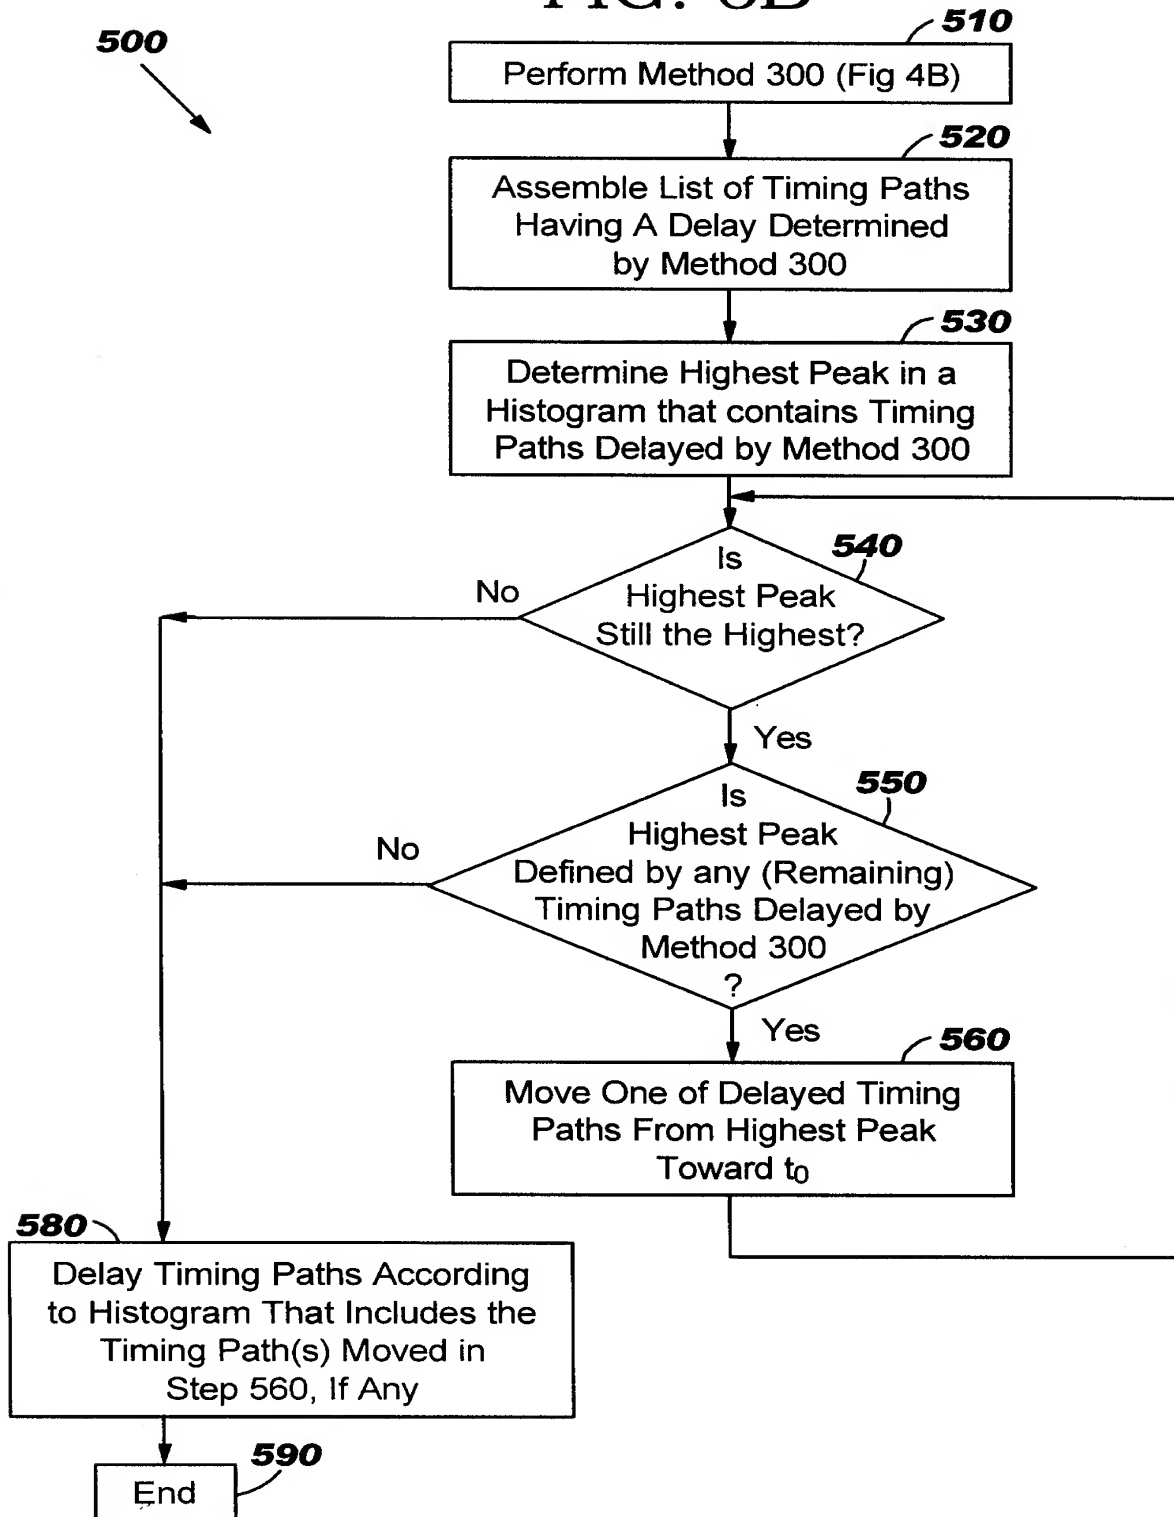 500
510
Perform Method 300 (Fig 4B)
520
Assemble List of Timing Paths
Having A Delay Determined
by Method 300
530
Determine Highest Peak in a
Histogram that contains Timing
Paths Delayed by Method 300
540
Is
Highest Peak
Still the Highest?
No
Yes
550
Is
Highest Peak
Defined by any (Remaining)
Timing Paths Delayed by
Method 300
?
No
Yes
560
Move One of Delayed Timing
Paths From Highest Peak
Toward t0
580
Delay Timing Paths According
to Histogram That Includes the
Timing Path(s) Moved in
Step 560, If Any
590
End